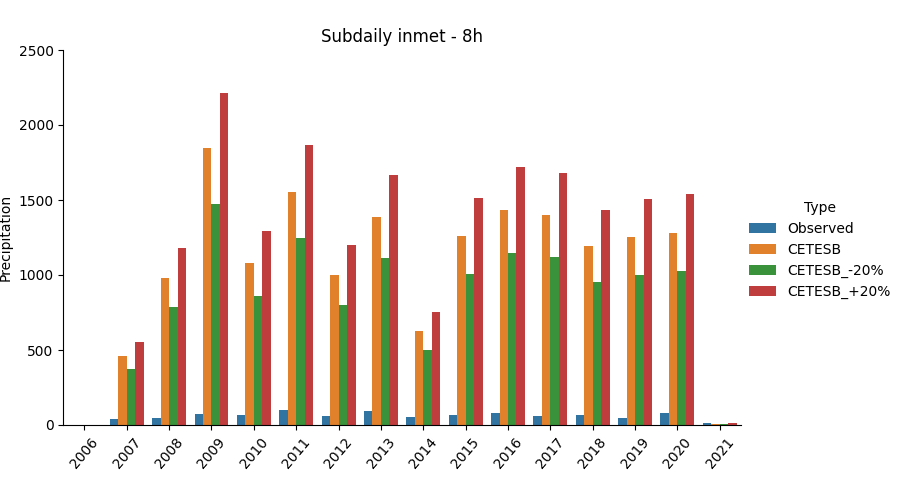 Subdaily inmet - 8h
2500
2000
1500
1000
500
0
Precipitation
2006 2007 2008 2009 2010 2011 2012 2013 2014 2015 2016 2017 2018 2019 2020 2021
Type
Observed
CETESB
CETESB_-20%
CETESB_+20%